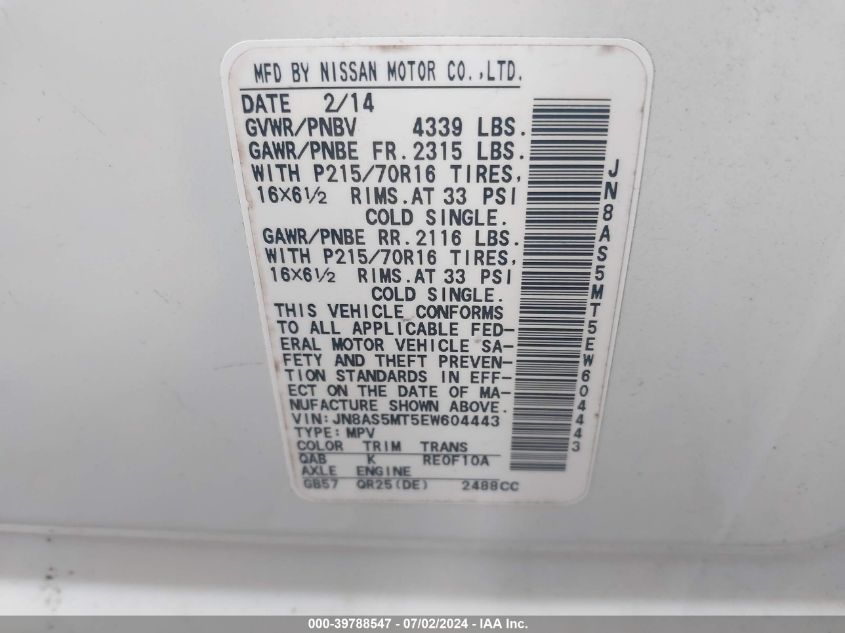 MFD BY NISSAN MOTOR CO.,LTD.
DATE 2/14
GVWR/PNBV 4339 LBS.
GAWR/PNBE FR. 2315 LBS.
WITH P215/70R16 TIRES,
16X6½ RIMS.AT 33 PSI
COLD SINGLE.
GAWR/PNBE RR. 2116 LBS.
WITH P215/70R16 TIRES,
16X6½ RIMS.AT 33 PSI
COLD SINGLE.
THIS VEHICLE CONFORMS
TO ALL APPLICABLE FED-
ERAL MOTOR VEHICLE SA-
FETY AND THEFT PREVEN-
TION STANDARDS IN EFF-
ECT ON THE DATE OF MA-
NUFACTURE SHOWN ABOVE.
VIN:JN8AS5MT5EW604443
TYPE: MPV
COLOR TRIM TRANS
QAB K RE0F10A
AXLE ENGINE
GB57 QR25(DE) 2488CC
JN8AS5MT5EW604443
000-39788547 - 07/02/2024 - IAA Inc.